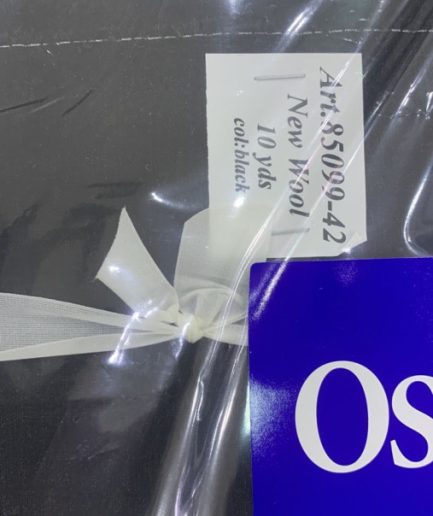 Art.85099-42
New Wool
10 yds
col:black
Os